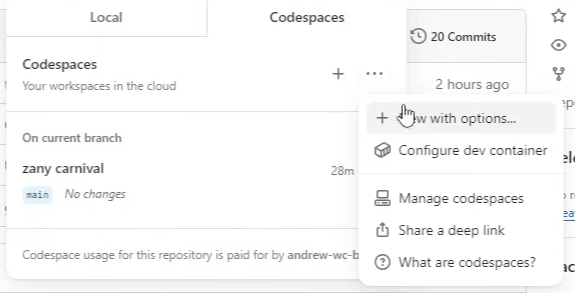 Local
Codespaces
20 Commits
Codespaces
Your workspaces in the cloud
2 hours ago
with options...
Configure dev container
On current branch
zany carnival
28m
main No changes
Manage codespaces
Share a deep link
Codespace usage for this repository is paid for by andrew-wc-b
What are codespaces?